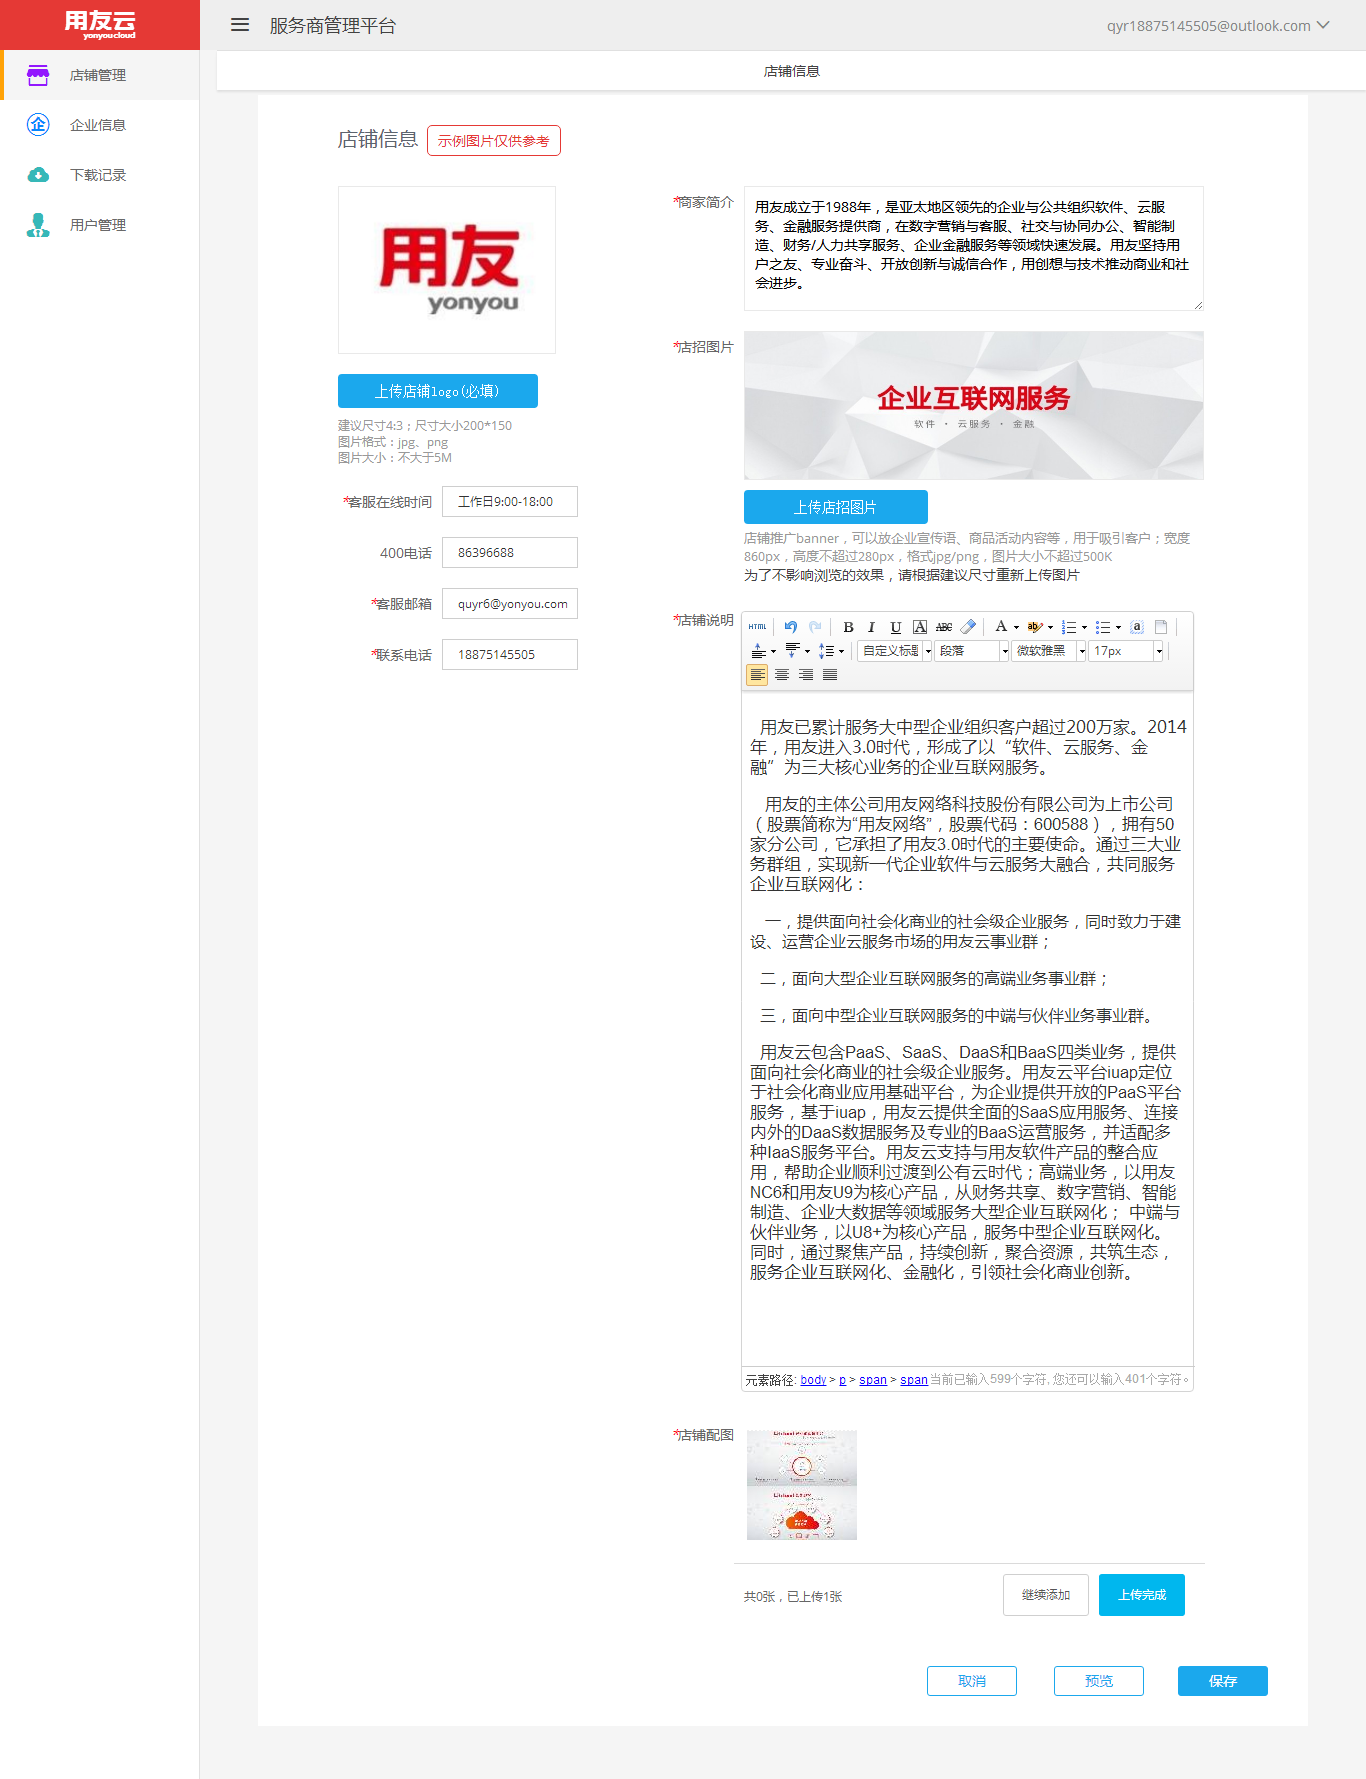 用友云
yonyoucloud
服务商管理平台
qyr18875145505@outlook.com
店铺管理
企业信息
下载记录
用户管理
店铺信息
店铺信息
示例图片仅供参考
用友
yonyou
上传店铺logo(必填)
建议尺寸4:3；尺寸大小200*150
图片格式：jpg、png
图片大小：不大于5M
*客服在线时间 工作日9:00-18:00
400电话 86396688
*客服邮箱 quyr6@yonyou.com
*联系电话 18875145505
*商家简介
用友成立于1988年，是亚太地区领先的企业与公共组织软件、云服
务、金融服务提供商，在数字营销与客服、社交与协同办公、智能制
造、财务/人力共享服务、企业金融服务等领域快速发展。用友坚持用
户之友、专业奋斗、开放创新与诚信合作，用创想与技术推动商业和社
会进步。
*店招图片
企业互联网服务
软件 · 云服务 · 金融
上传店招图片
店铺推广banner，可以放企业宣传语、商品活动内容等，用于吸引客户；宽度
860px，高度不超过280px，格式jpg/png，图片大小不超过500K
为了不影响浏览的效果，请根据建议尺寸重新上传图片
*店铺说明
HTML B I U A ABC A ab a
自定义标题 段落 微软雅黑 17px
用友已累计服务大中型企业组织客户超过200万家。2014
年，用友进入3.0时代，形成了以“软件、云服务、金
融”为三大核心业务的企业互联网服务。
用友的主体公司用友网络科技股份有限公司为上市公司
（股票简称为“用友网络”，股票代码：600588），拥有50
家分公司，它承担了用友3.0时代的主要使命。通过三大业
务群组，实现新一代企业软件与云服务大融合，共同服务
企业互联网化：
一，提供面向社会化商业的社会级企业服务，同时致力于建
设、运营企业云服务市场的用友云事业群；
二，面向大型企业互联网服务的高端业务事业群；
三，面向中型企业互联网服务的中端与伙伴业务事业群。
用友云包含PaaS、SaaS、DaaS和BaaS四类业务，提供
面向社会化商业的社会级企业服务。用友云平台iuap定位
于社会化商业应用基础平台，为企业提供开放的PaaS平台
服务，基于iuap，用友云提供全面的SaaS应用服务、连接
内外的DaaS数据服务及专业的BaaS运营服务，并适配多
种IaaS服务平台。用友云支持与用友软件产品的整合应
用，帮助企业顺利过渡到公有云时代；高端业务，以用友
NC6和用友U9为核心产品，从财务共享、数字营销、智能
制造、企业大数据等领域服务大型企业互联网化； 中端与
伙伴业务，以U8+为核心产品，服务中型企业互联网化。
同时，通过聚焦产品，持续创新，聚合资源，共筑生态，
服务企业互联网化、金融化，引领社会化商业创新。
元素路径: body > p > span > span 当前已输入599个字符, 您还可以输入401个字符。
*店铺配图
共0张，已上传1张
继续添加
上传完成
取消
预览
保存